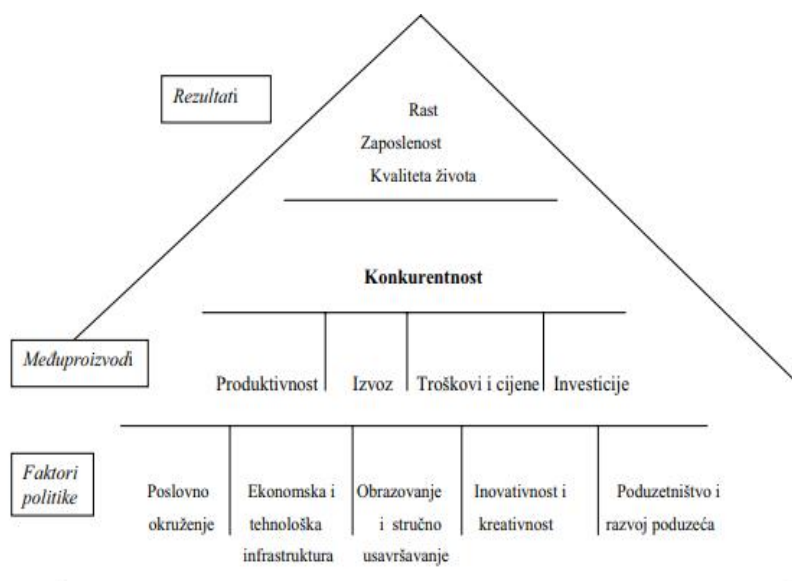 Rezultati
Rast
Zaposlenost
Kvaliteta života
Konkurentnost
Međuproizvodi
Produktivnost
Izvoz
Troškovi i cijene
Investicije
Faktori
politike
Poslovno
okruženje
Ekonomska i
tehnološka
infrastruktura
Obrazovanje
i stručno
usavršavanje
Inovativnost i
kreativnost
Poduzetništvo i
razvoj poduzeća